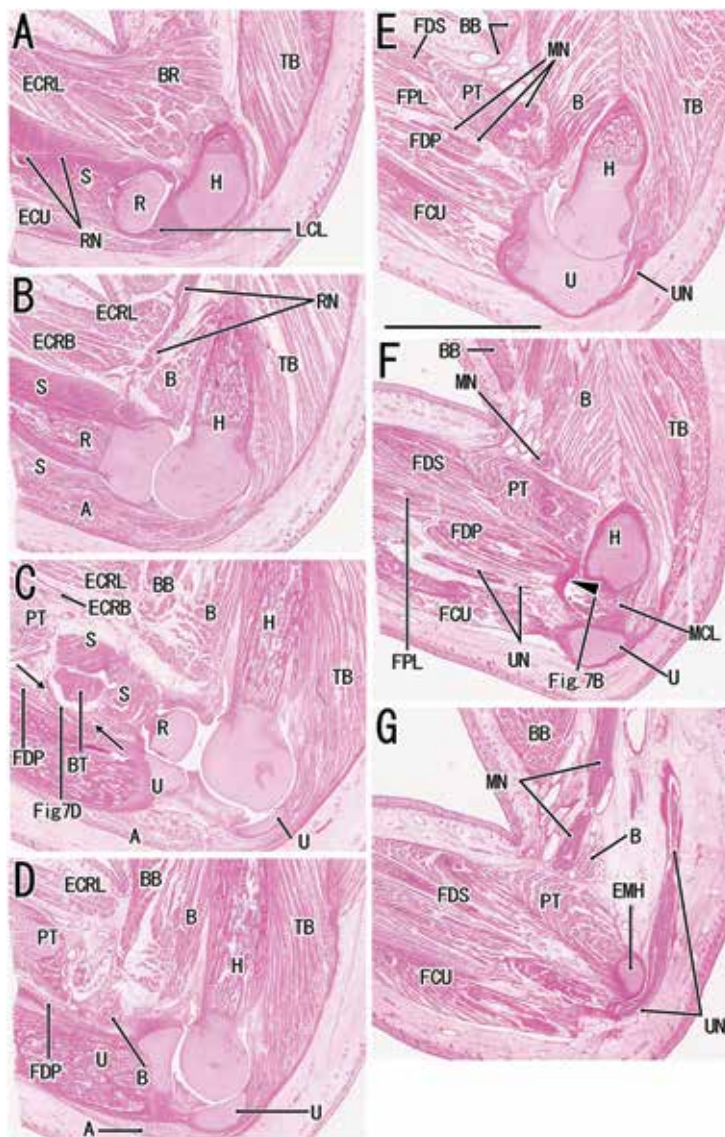 A
ECRL
BR
TB
S
R
H
ECU
RN
LCL
B
ECRL
RN
ECRB
B
TB
S
H
R
S
A
C
ECRL
BB
ECRB
B
H
PT
S
S
TB
R
FDP
BT
U
Fig7D
A
U
D
ECRL
BB
B
TB
PT
H
FDP
U
B
U
A
E
FDS
BB
MN
FPL
PT
B
TB
FDP
H
FCU
U
UN
F
BB
MN
B
TB
FDS
PT
FDP
H
FCU
MCL
FPL
UN
Fig.7B
U
G
BB
MN
B
FDS
PT
EMH
FCU
UN